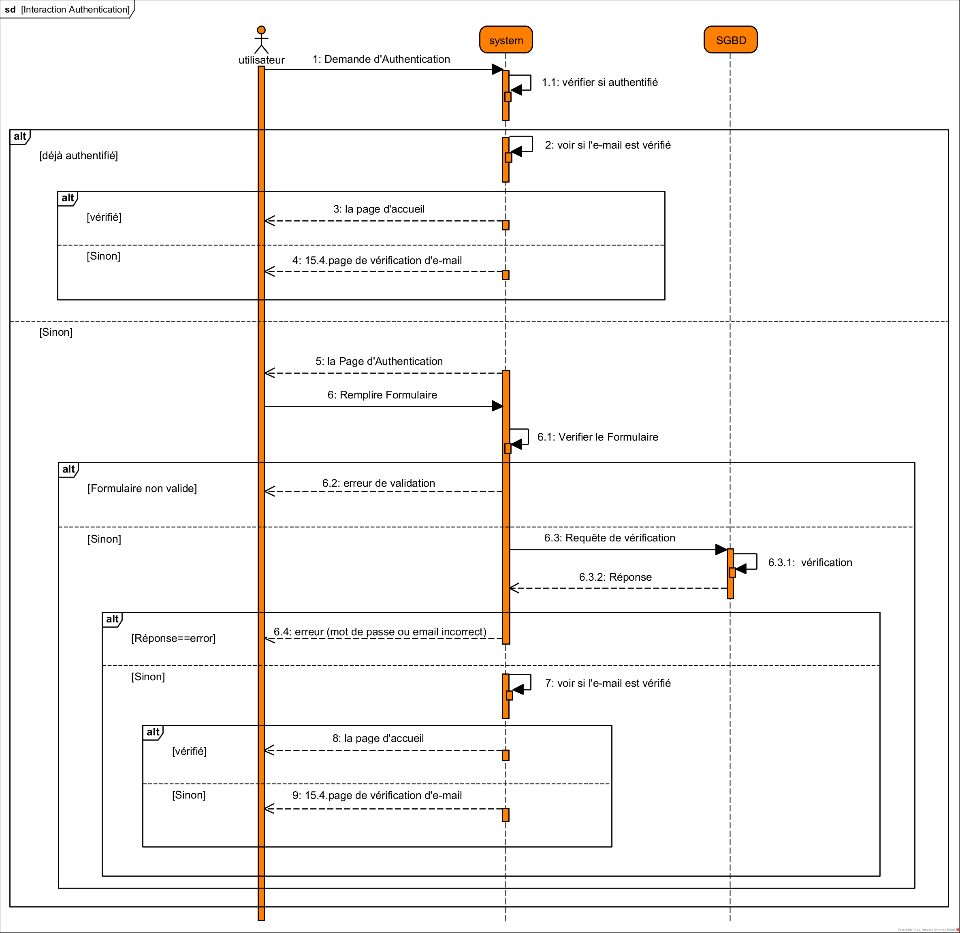 sd [Interaction Authentication]
utilisateur
system
SGBD
1: Demande d'Authentication
1.1: vérifier si authentifié
alt
[déjà authentifié]
2: voir si l'e-mail est vérifié
alt
[vérifié]
3: la page d'accueil
[Sinon]
4: 15.4.page de vérification d'e-mail
[Sinon]
5: la Page d'Authentication
6: Remplire Formulaire
6.1: Verifier le Formulaire
alt
[Formulaire non valide]
6.2: erreur de validation
[Sinon]
6.3: Requête de vérification
6.3.1: vérification
6.3.2: Réponse
alt
[Réponse==error]
6.4: erreur (mot de passe ou email incorrect)
[Sinon]
7: voir si l'e-mail est vérifié
alt
[vérifié]
8: la page d'accueil
[Sinon]
9: 15.4.page de vérification d'e-mail